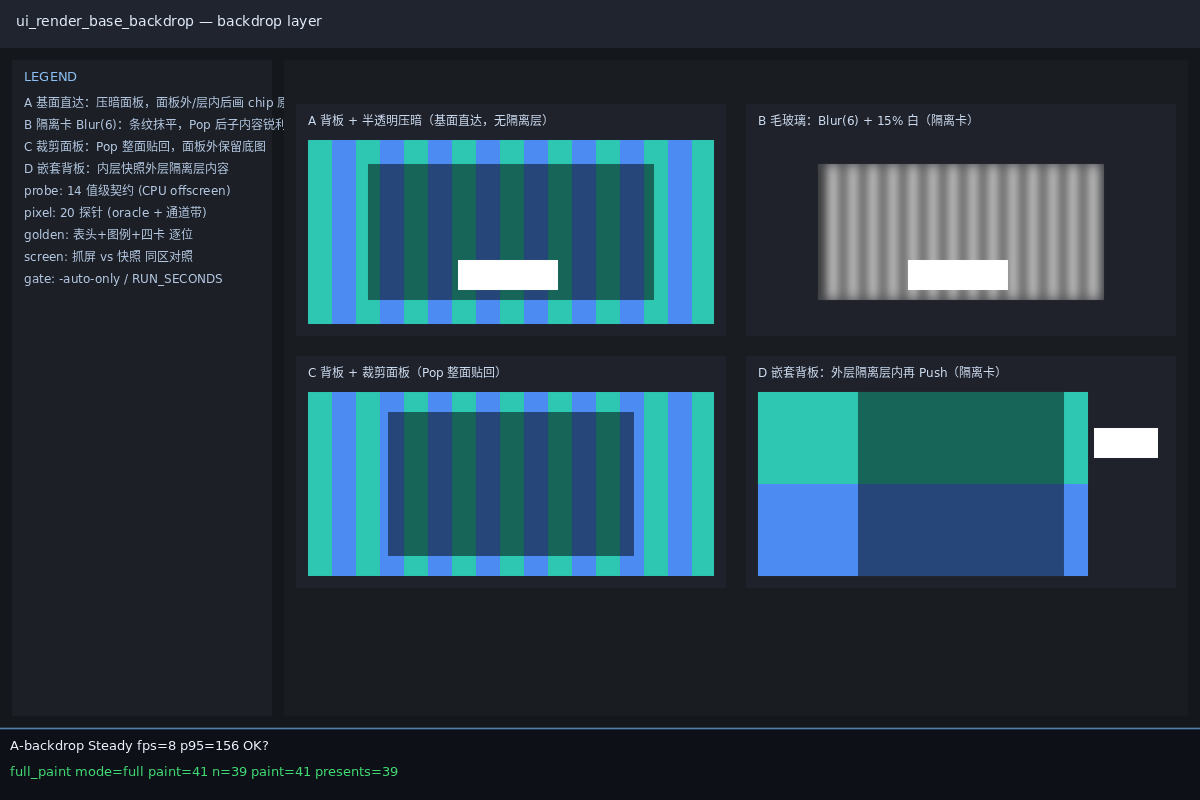 ui_render_base_backdrop — backdrop layer
LEGEND
A 基面直达：压暗面板，面板外/层内后画 chip
B 隔离卡 Blur(6)：条纹抹平，Pop 后子内容锐利
C 裁剪面板：Pop 整面贴回，面板外保留底图
D 嵌套背板：内层快照外层隔离层内容
probe: 14 值级契约 (CPU offscreen)
pixel: 20 探针 (oracle + 通道带)
golden: 表头+图例+四卡 逐位
screen: 抓屏 vs 快照 同区对照
gate: -auto-only / RUN_SECONDS
A 背板 + 半透明压暗（基面直达，无隔离层）
B 毛玻璃：Blur(6) + 15% 白（隔离卡）
C 背板 + 裁剪面板（Pop 整面贴回）
D 嵌套背板：外层隔离层内再 Push（隔离卡）
A-backdrop Steady fps=8 p95=156 OK?
full_paint mode=full paint=41 n=39 paint=41 presents=39